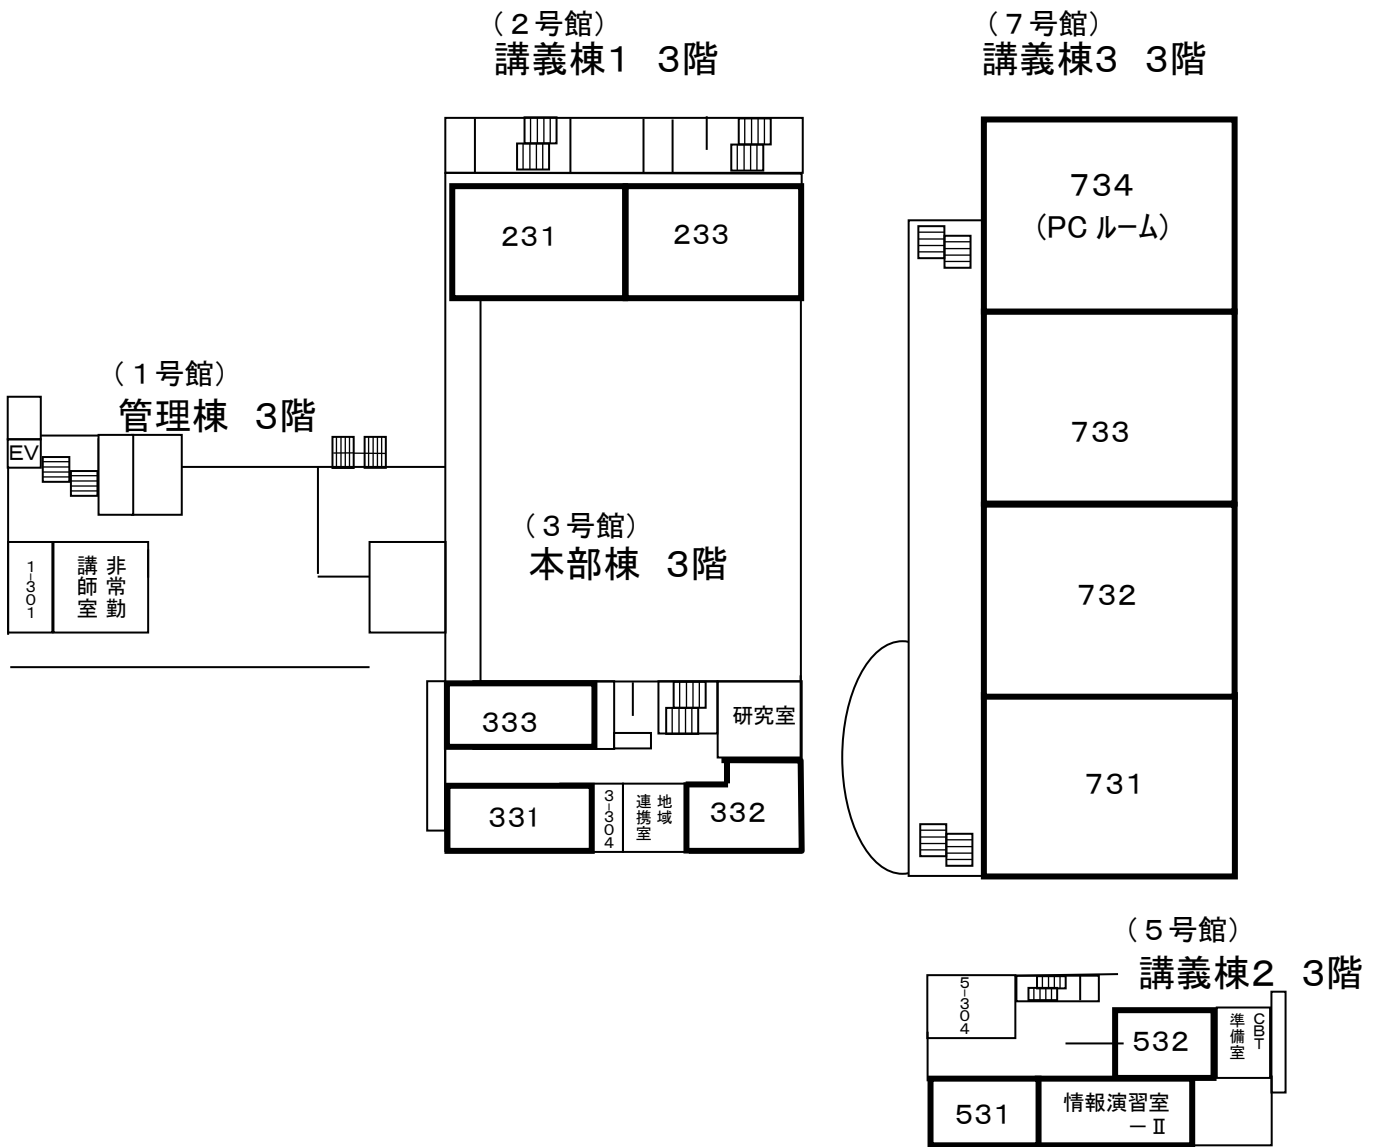 （２号館）
講義棟1　3階
（７号館）
講義棟3　3階
734
（PC ルーム）
231
233
（１号館）
管理棟　3階
EV
733
（３号館）
本部棟　3階
1-301
非常勤
講師室
732
333
研究室
731
331
3-304
地域
連携室
332
（５号館）
講義棟2　3階
5-304
532
CBT
準備室
531
情報演習室
－Ⅱ